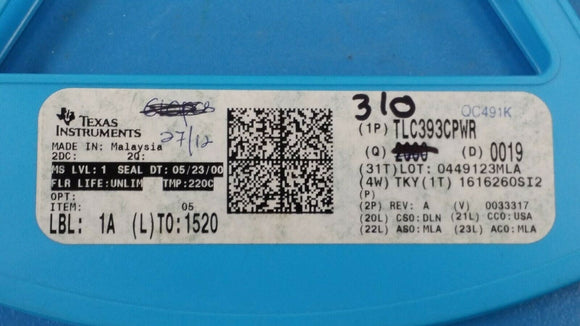 TEXAS
INSTRUMENTS
MADE IN: Malaysia
2DC: 2Q:
27/12
MS LVL: 1 SEAL DT: 05/23/00
FLR LIFE:UNLIM TMP:220C
OPT:
ITEM: 05
LBL: 1A (L)TO:1520
310 OC491K
(1P) TLC393CPWR
(Q) 2000 (D) 0019
(31T) LOT: 0449123MLA
(4W) TKY(1T) 1616260SI2
(P)
(2P) REV: A (V) 0033317
(20L) CSO:DLN (21L) CCO:USA
(22L) ASO:MLA (23L) ACO:MLA